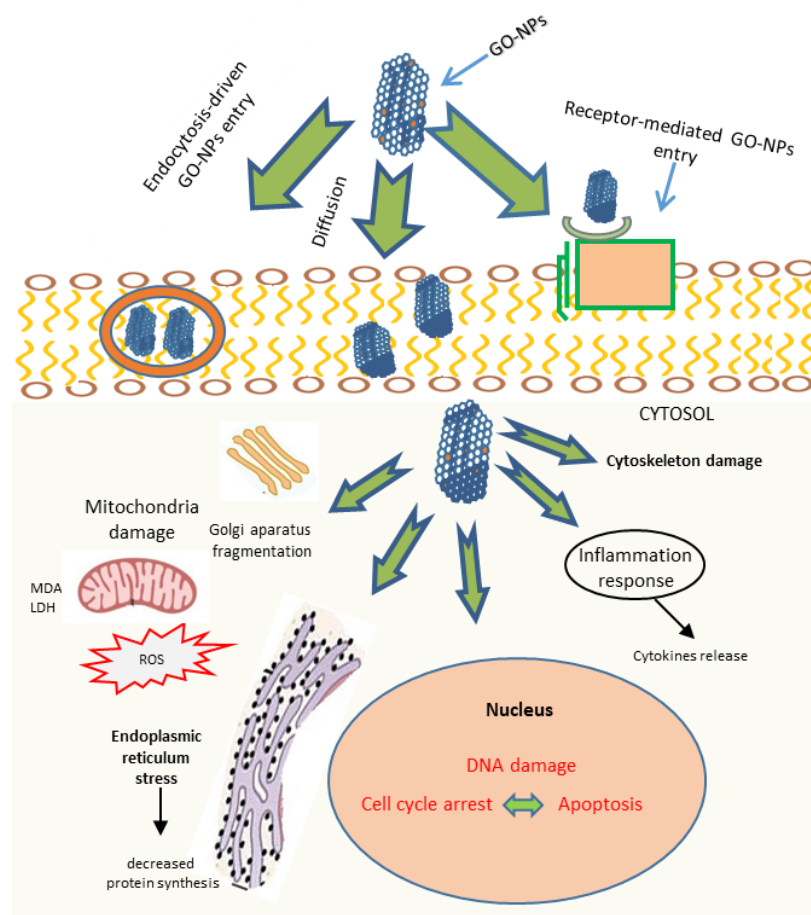 GO-NPs
Endocytosis-driven
GO-NPs entry
Diffusion
Receptor-mediated GO-NPs
entry
CYTOSOL
Cytoskeleton damage
Golgi aparatus
fragmentation
Mitochondria
damage
MDA
LDH
ROS
Inflammation
response
Cytokines release
Endoplasmic
reticulum
stress
decreased
protein synthesis
Nucleus
DNA damage
Cell cycle arrest
Apoptosis